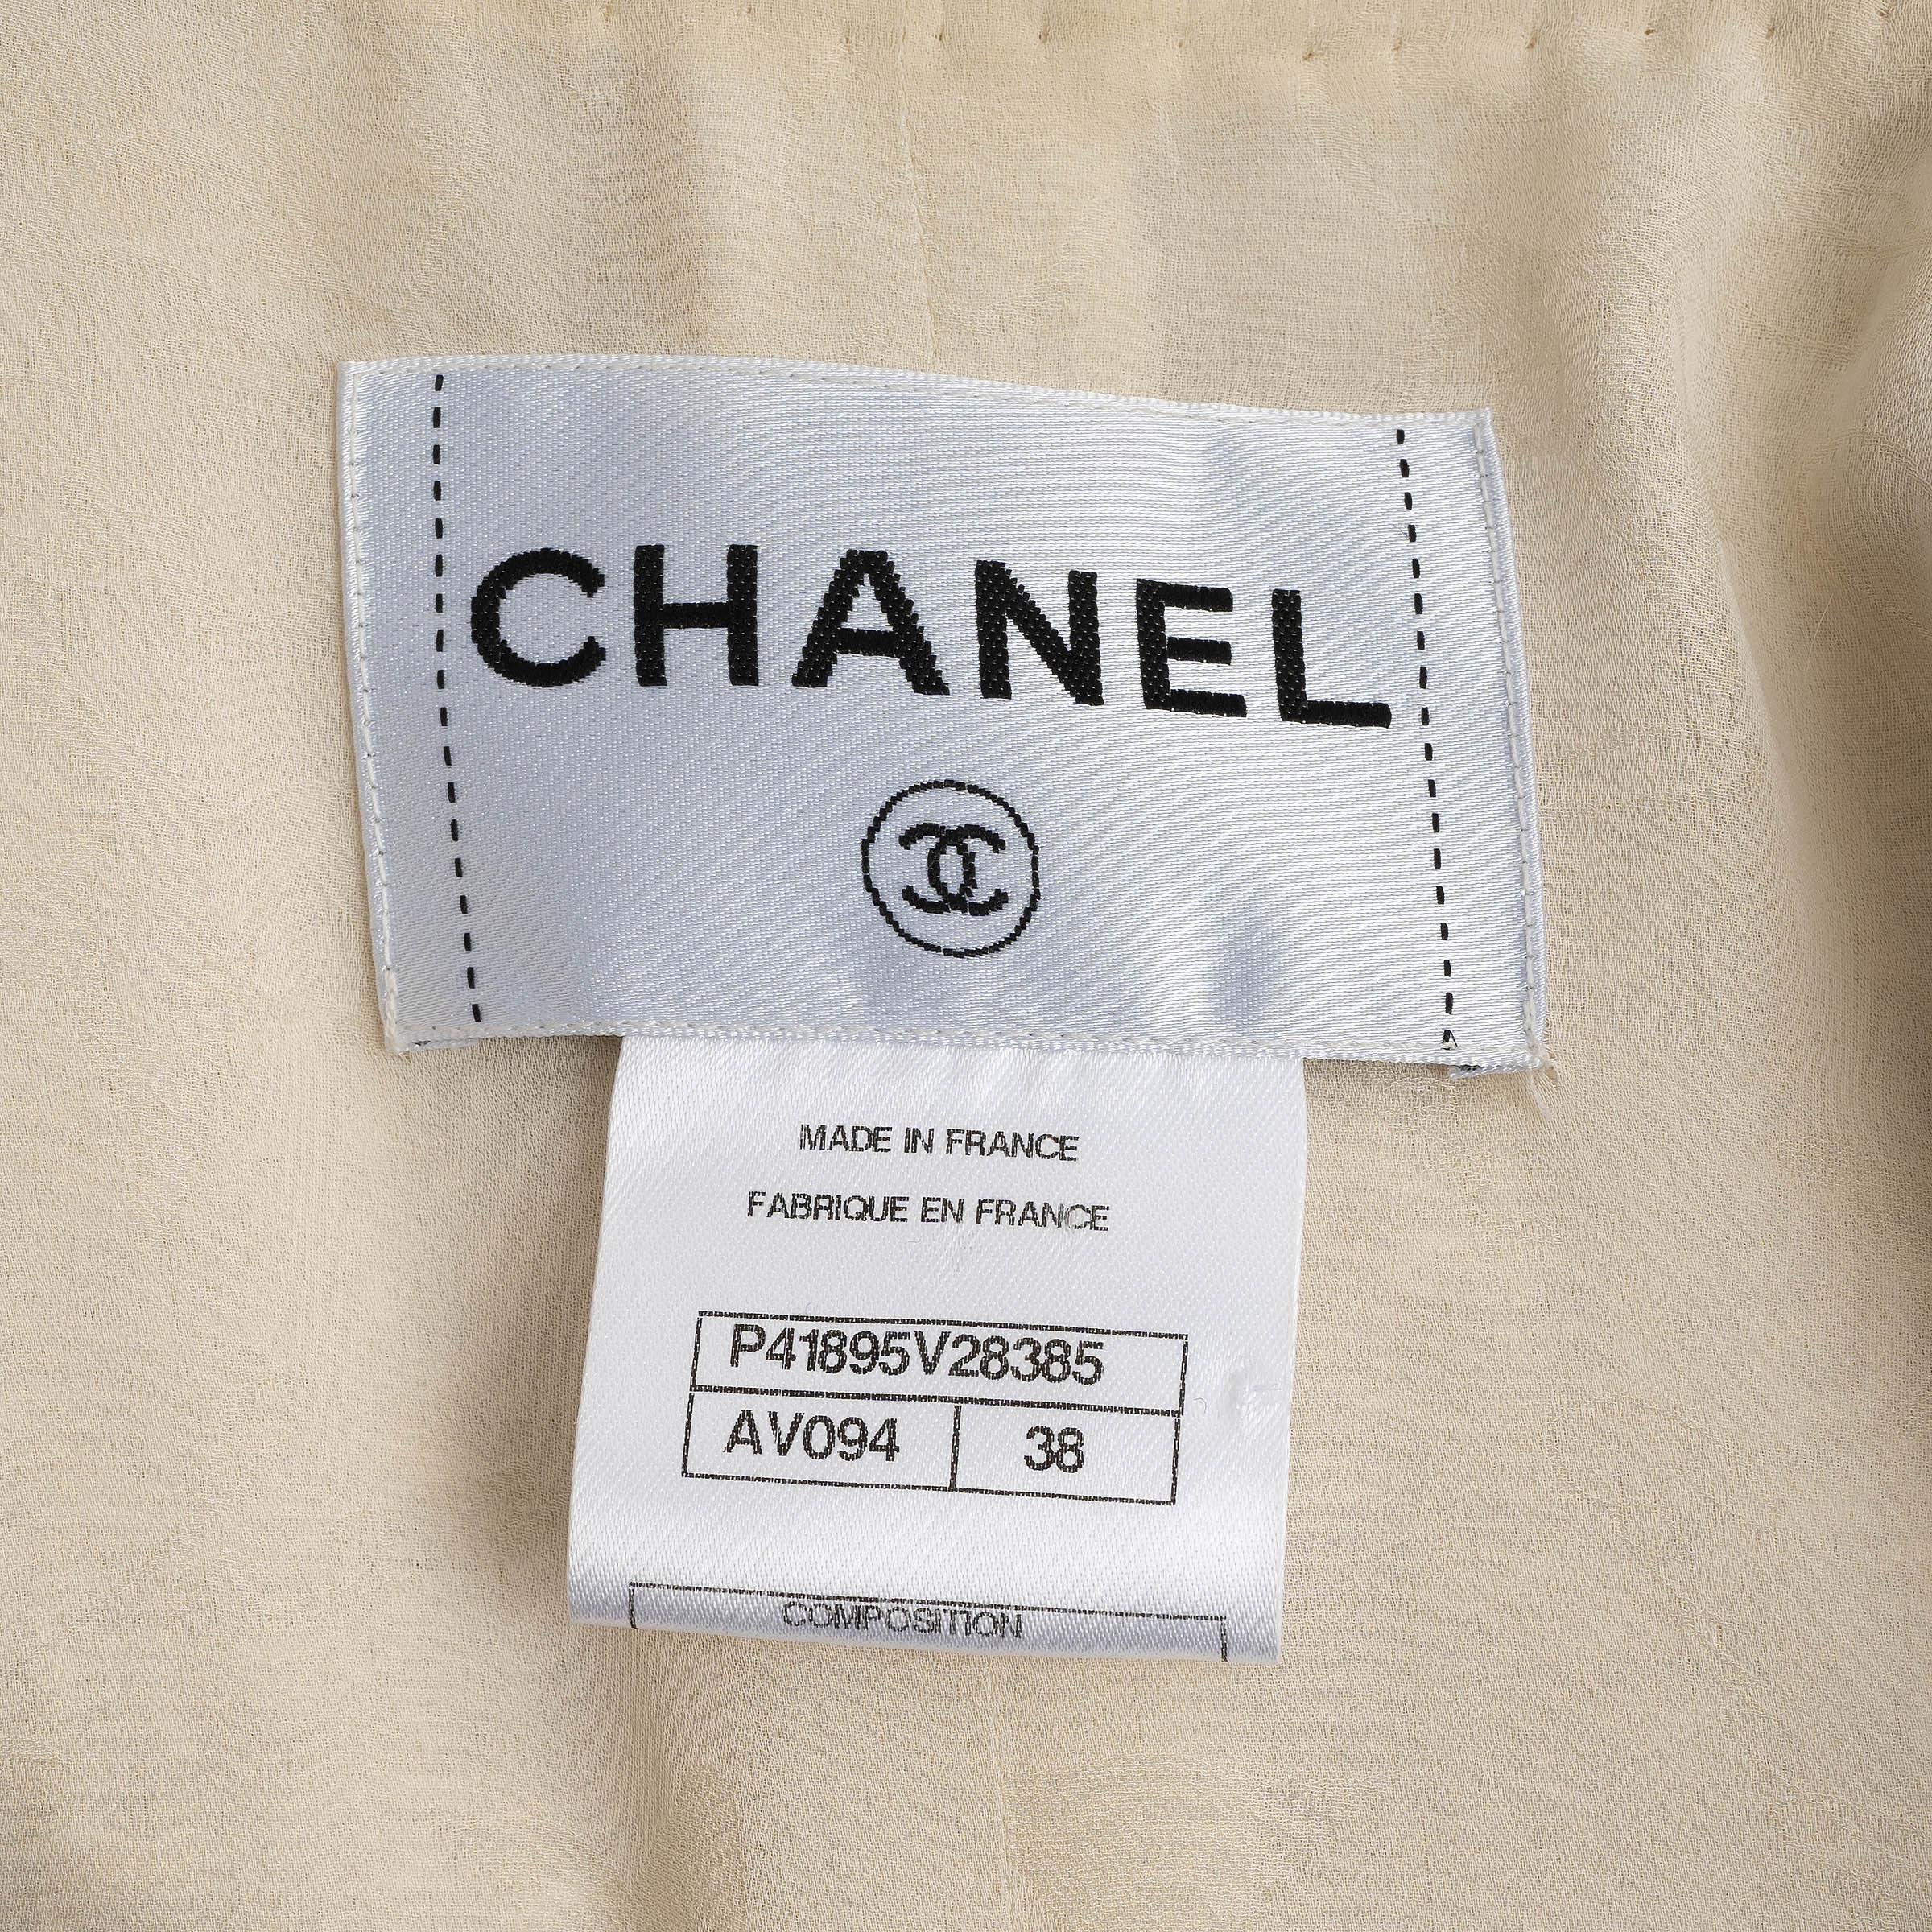 CHANEL
MADE IN FRANCE
FABRIQUE EN FRANCE
P41895V28385
AV094 38
COMPOSITION